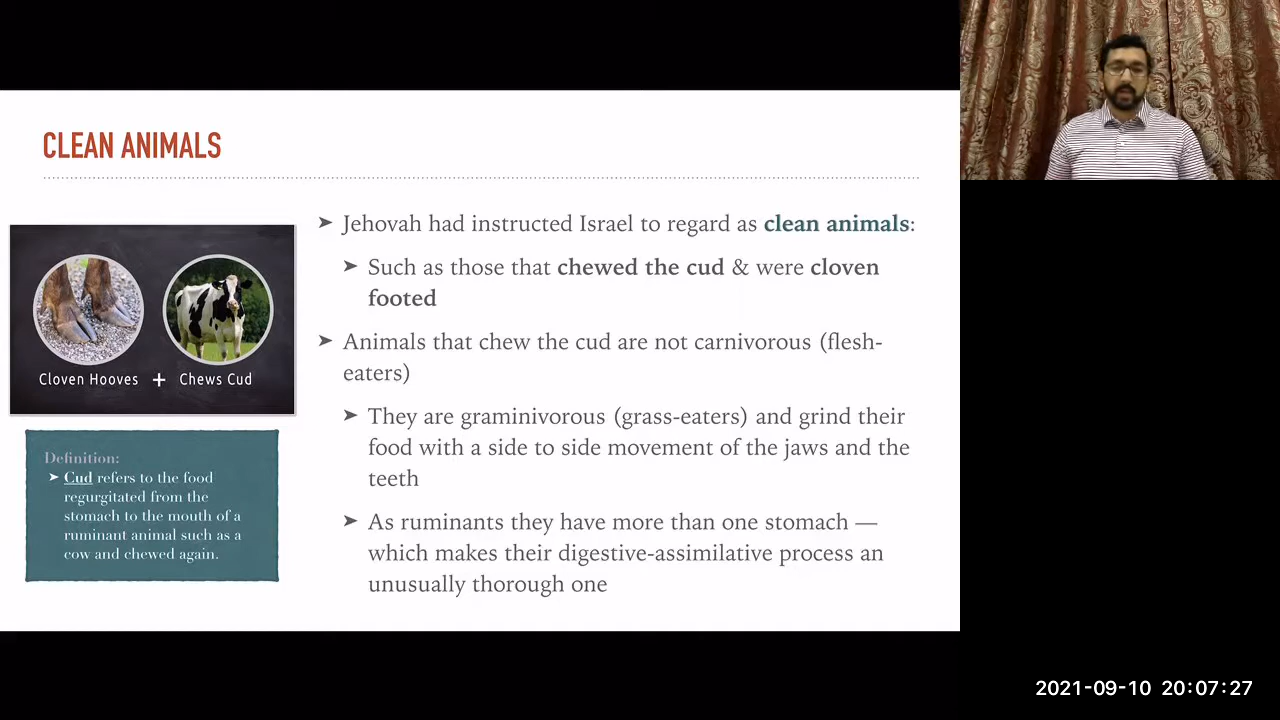 CLEAN ANIMALS
Cloven Hooves + Chews Cud
Definition:
➤ Cud refers to the food
regurgitated from the
stomach to the mouth of a
ruminant animal such as a
cow and chewed again.
➤ Jehovah had instructed Israel to regard as clean animals:
➤ Such as those that chewed the cud & were cloven
footed
➤ Animals that chew the cud are not carnivorous (flesh-
eaters)
➤ They are graminivorous (grass-eaters) and grind their
food with a side to side movement of the jaws and the
teeth
➤ As ruminants they have more than one stomach —
which makes their digestive-assimilative process an
unusually thorough one
2021-09-10 20:07:27